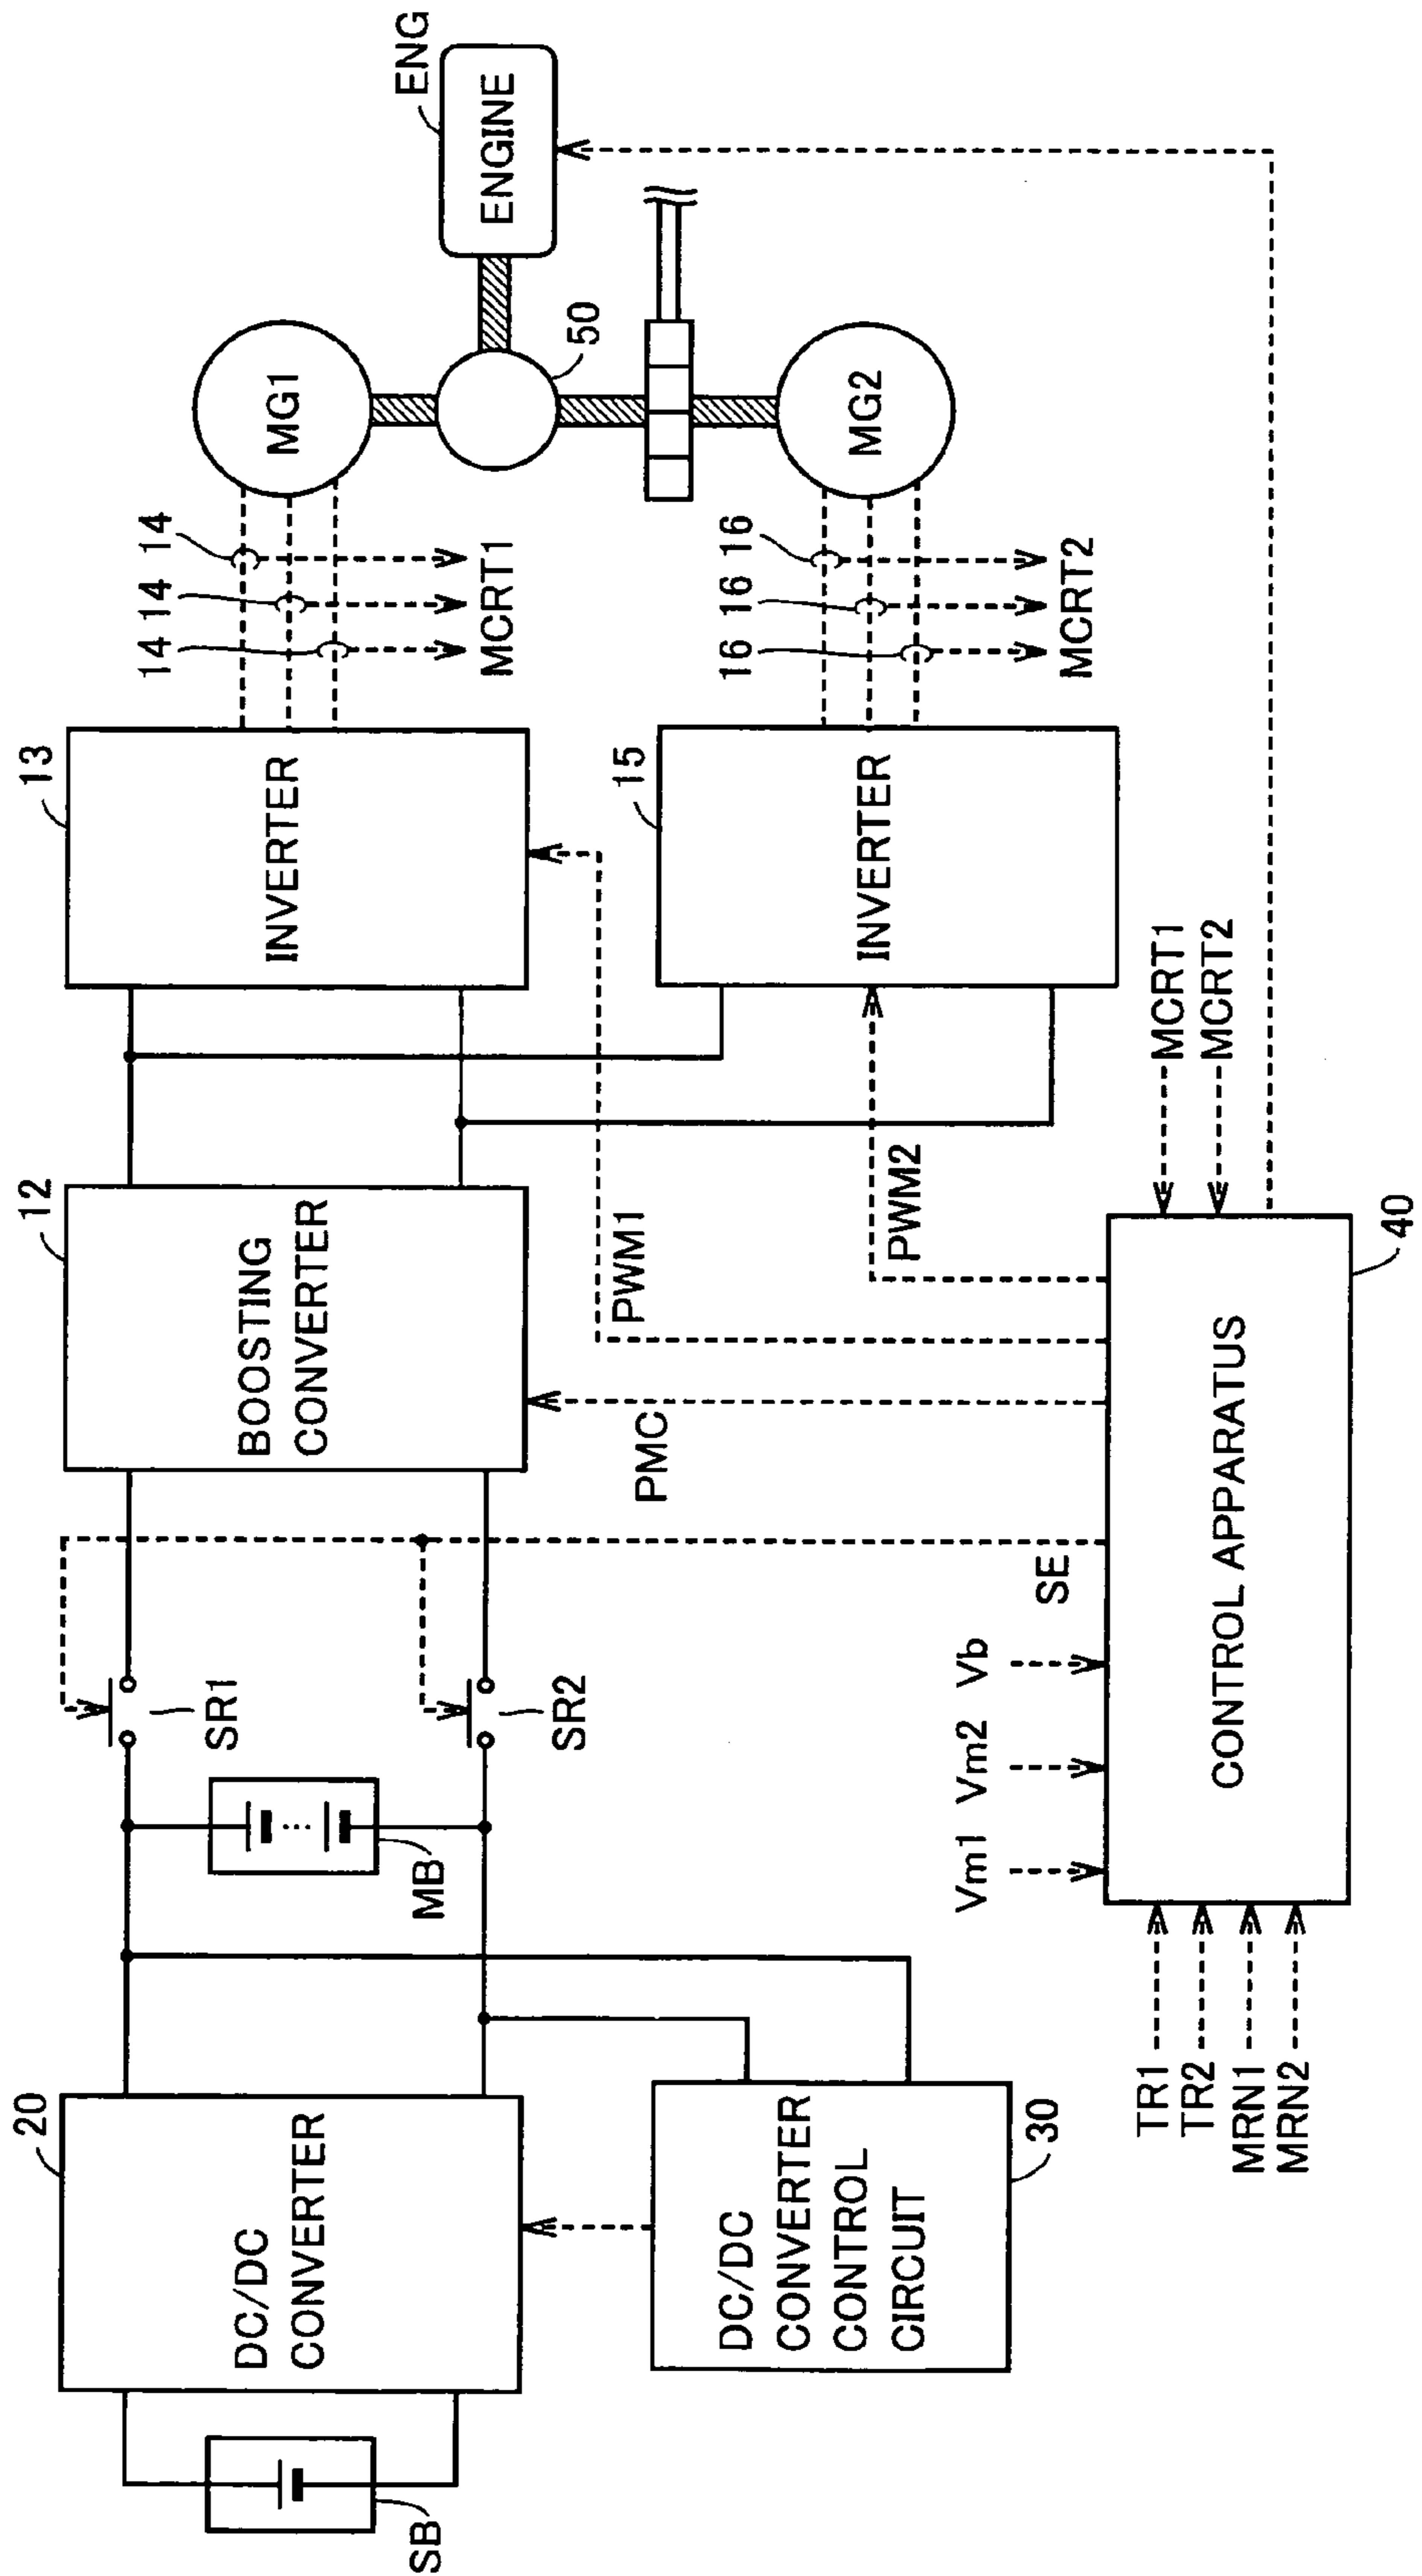 SB
20
DC/DC
CONVERTER
DC/DC
CONVERTER
CONTROL
CIRCUIT
30
MB
SR1
SR2
12
BOOSTING
CONVERTER
13
INVERTER
15
INVERTER
14
14
14
MCRT1
16
16
16
MCRT2
MG1
MG2
50
ENGINE
ENG
PMC
PWM1
PWM2
SE
Vm1
Vm2
Vb
TR1
TR2
MRN1
MRN2
CONTROL APPARATUS
40
MCRT1
MCRT2